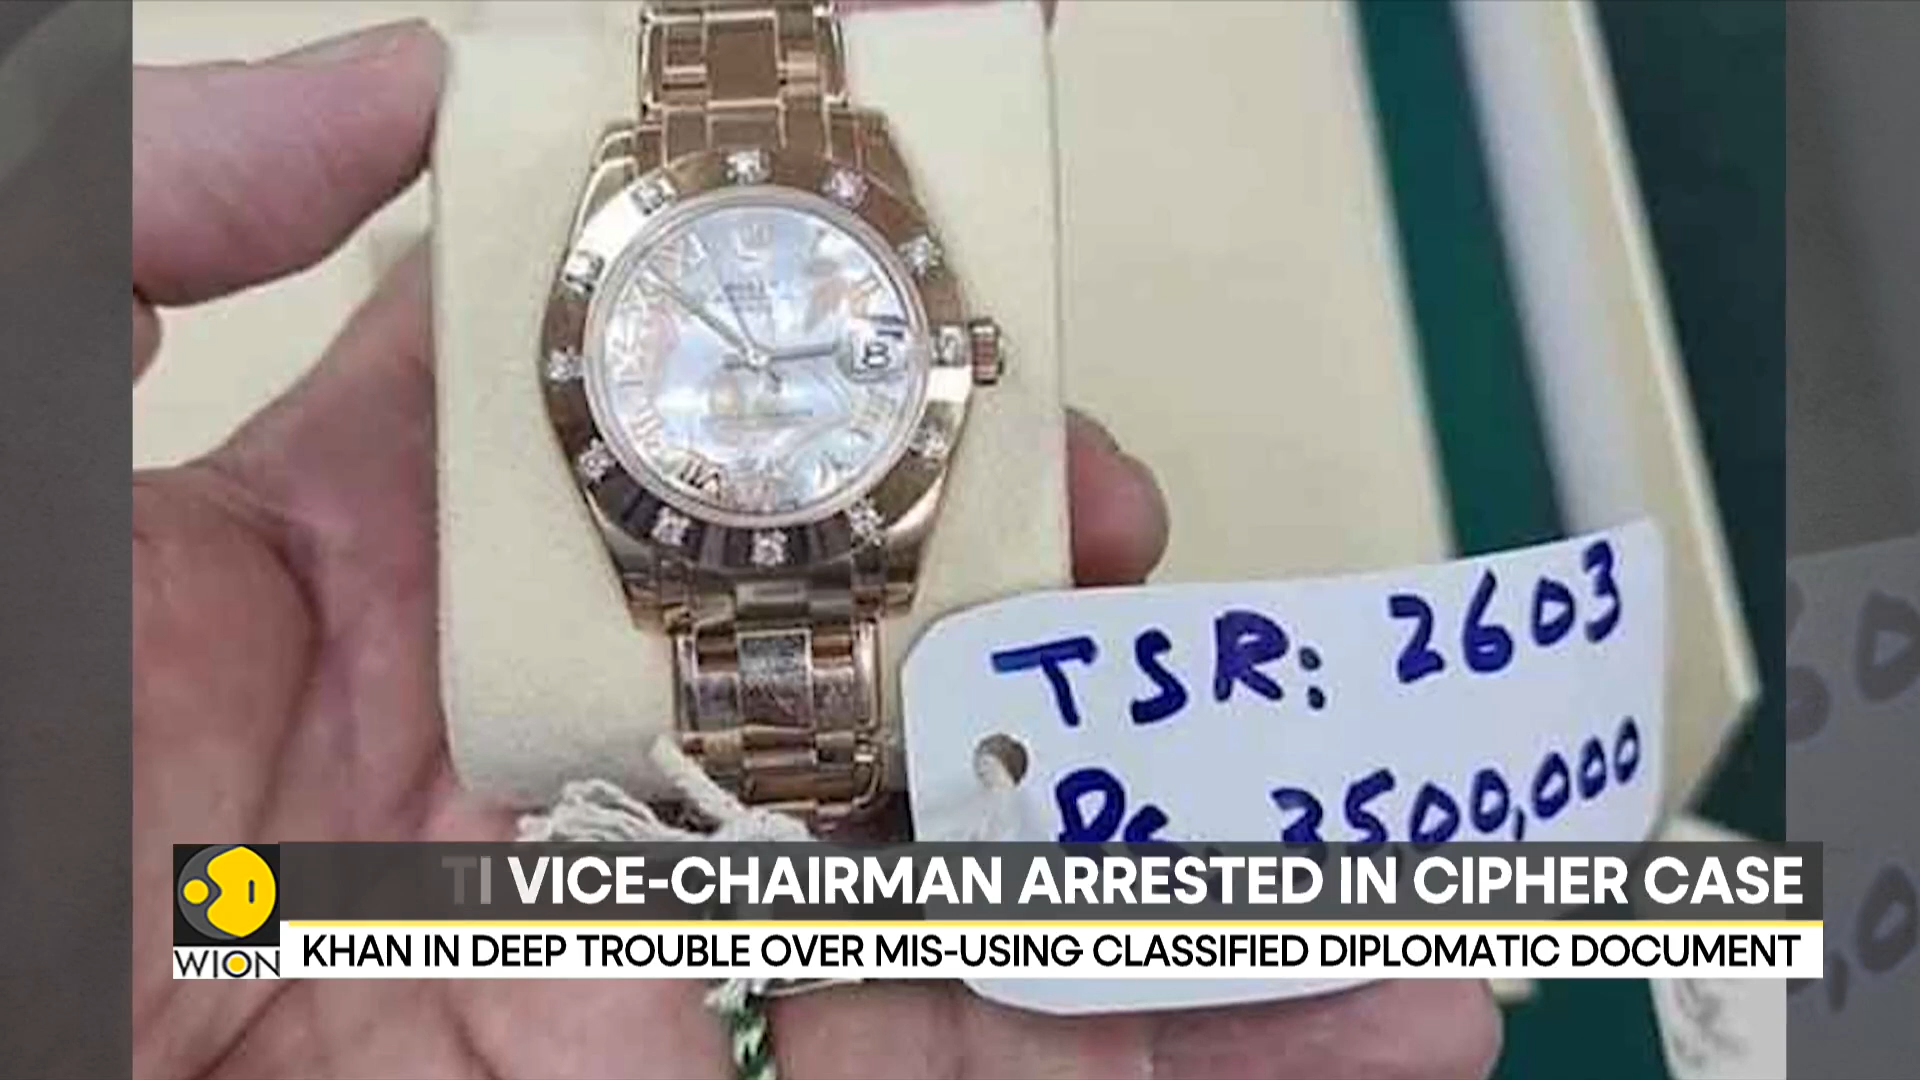 TSR: 2603
Rs. 3500,000
TI VICE-CHAIRMAN ARRESTED IN CIPHER CASE
KHAN IN DEEP TROUBLE OVER MIS-USING CLASSIFIED DIPLOMATIC DOCUMENT
WION